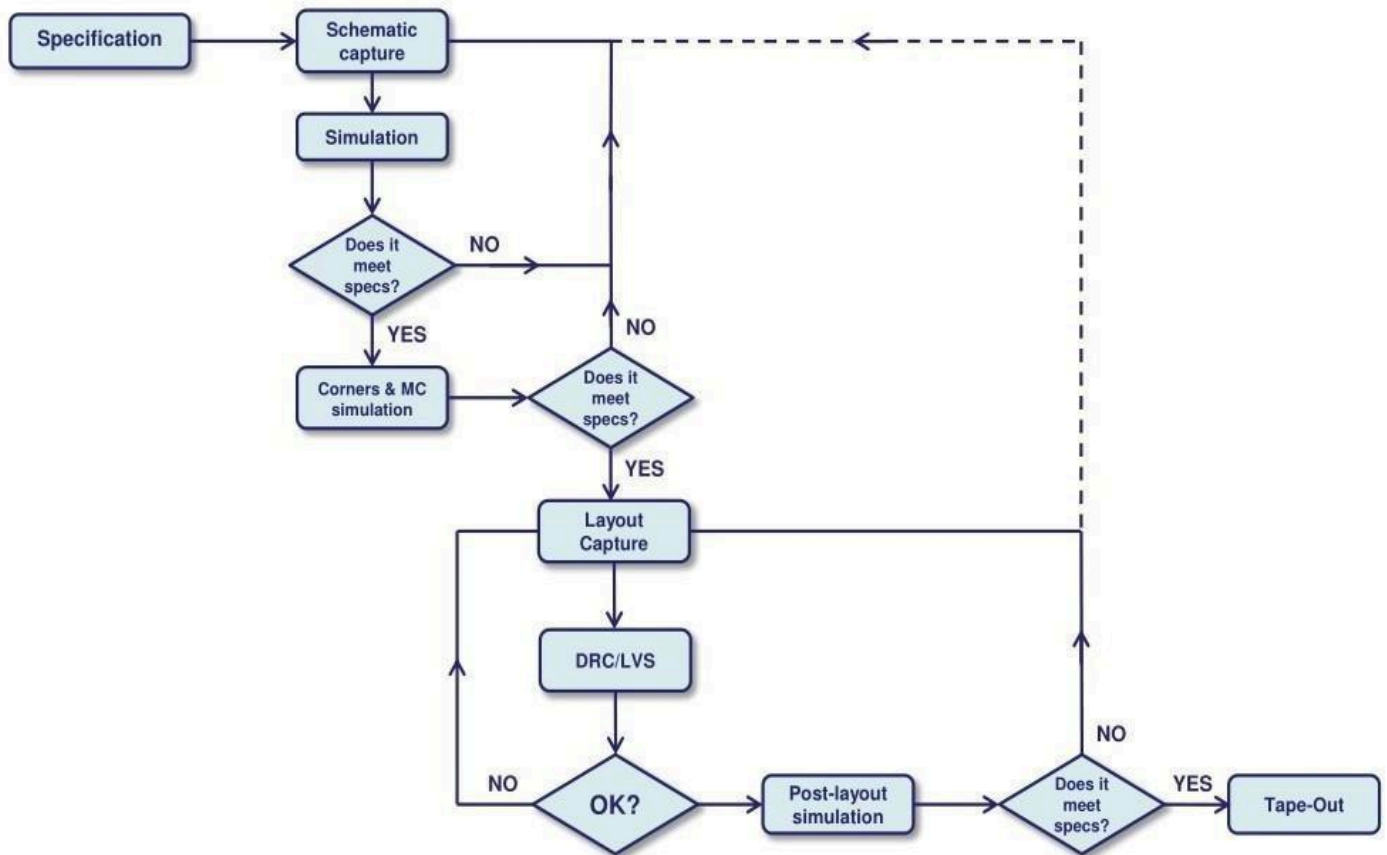 Specification
Schematic
capture
Simulation
Does it
meet
specs?
NO
YES
Corners & MC
simulation
Does it
meet
specs?
NO
YES
Layout
Capture
DRC/LVS
OK?
NO
Post-layout
simulation
Does it
meet
specs?
NO
YES
Tape-Out